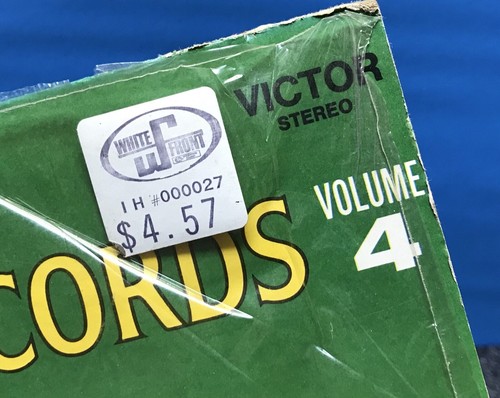 VICTOR
STEREO
WHITE FRONT
IH #000027
$4.57
VOLUME
4
CORDS